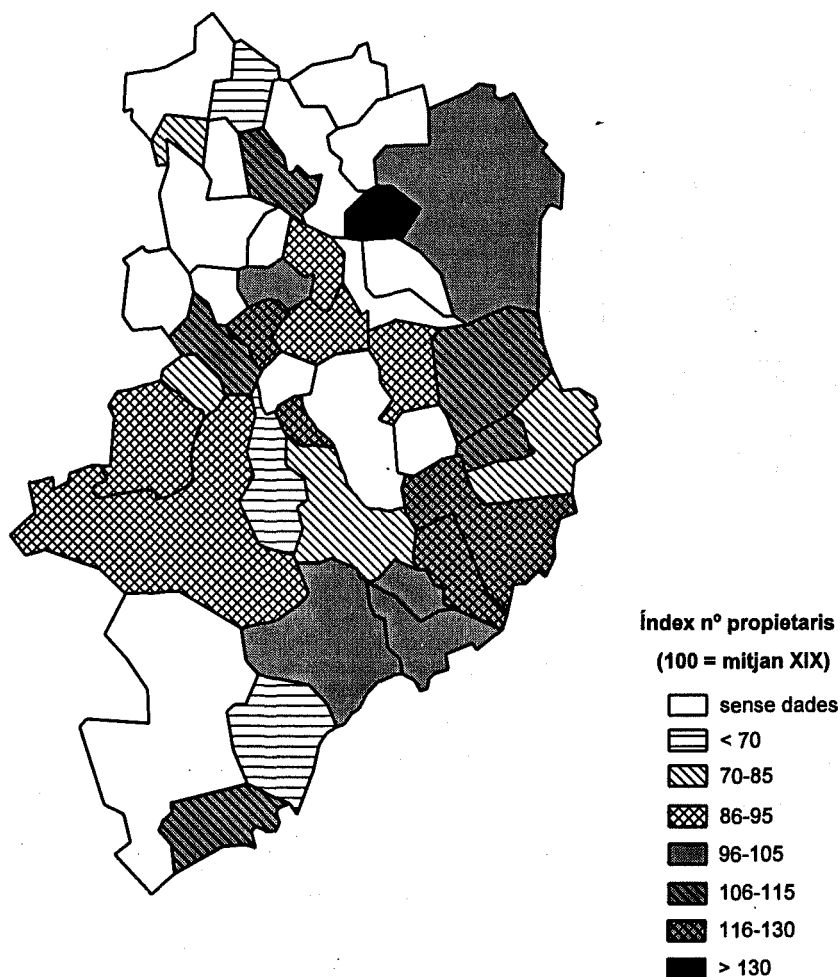 Índex nº propietaris
(100 = mitjan XIX)
sense dades
< 70
70-85
86-95
96-105
106-115
116-130
> 130